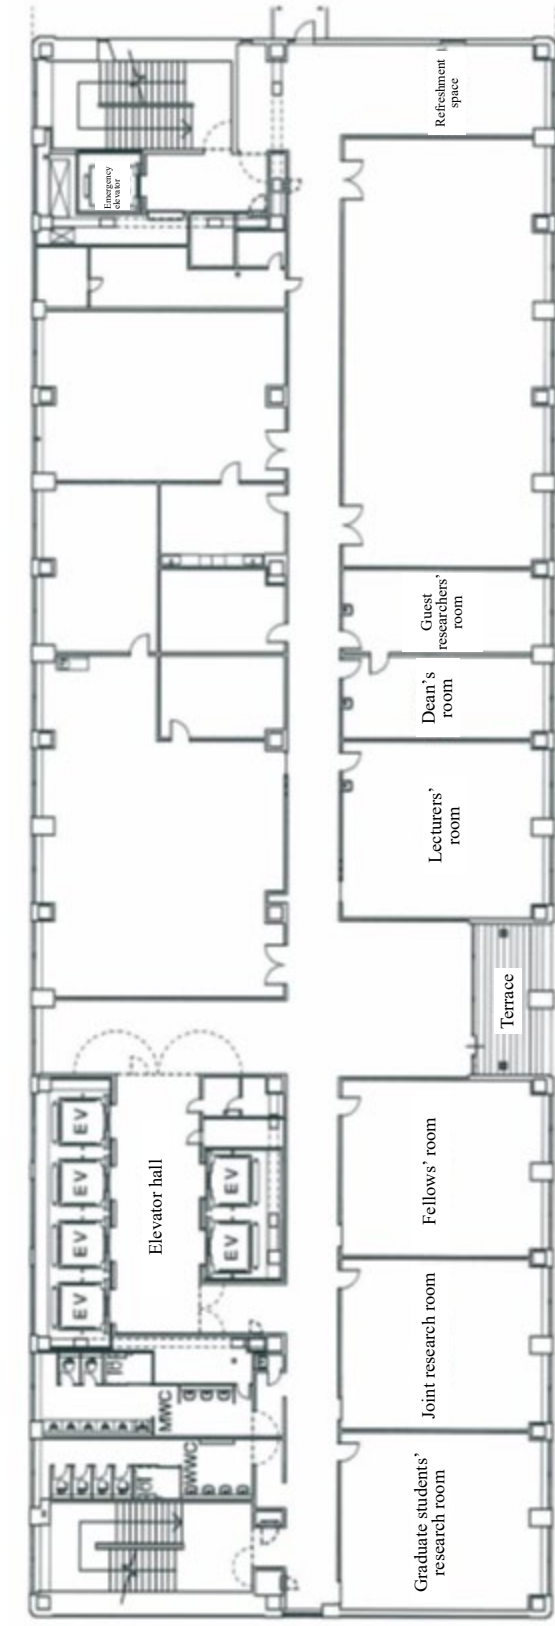 Refreshment
space
Emergency
elevator
Guest
researchers'
room
Dean's
room
Lecturers'
room
Terrace
EV
EV
EV
EV
Elevator hall
EV
EV
Fellows' room
Joint research room
MWC
WWC
Graduate students'
research room